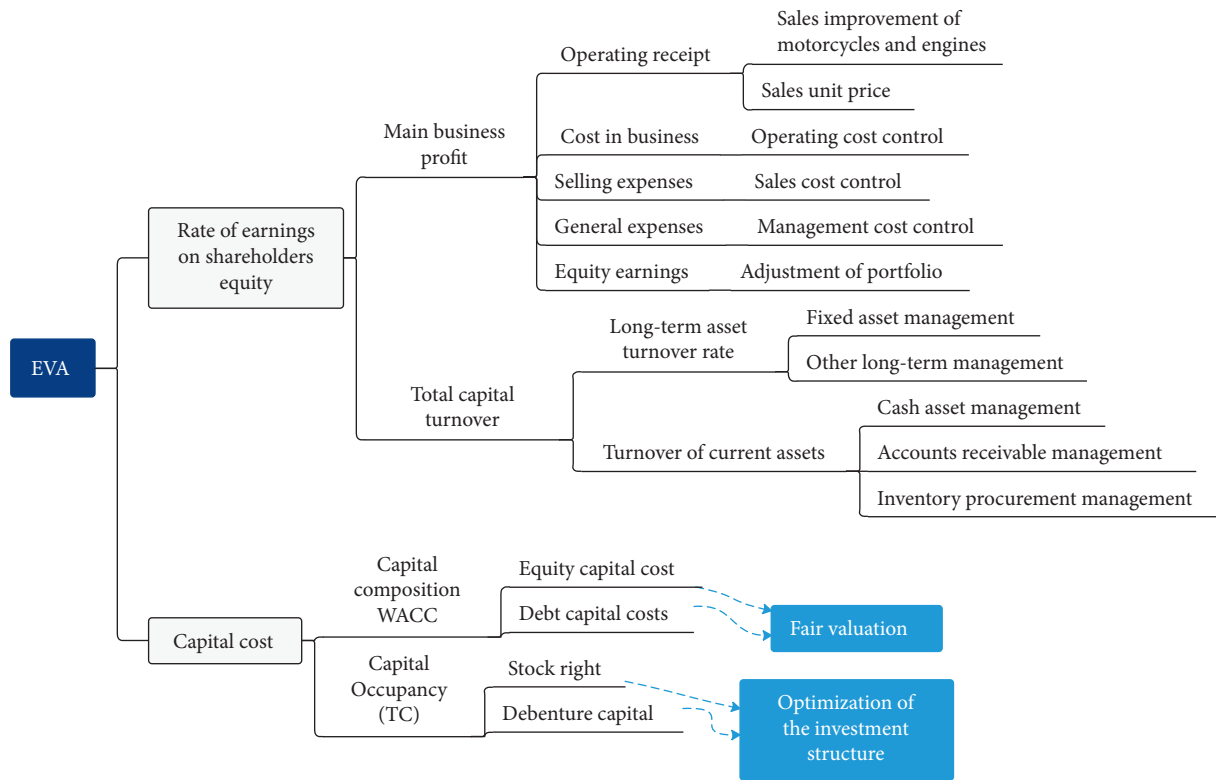 Sales improvement of
motorcycles and engines
Operating receipt
Sales unit price
Main business
profit
Cost in business
Operating cost control
Selling expenses
Sales cost control
Rate of earnings
on shareholders
equity
General expenses
Management cost control
Equity earnings
Adjustment of portfolio
Long-term asset
turnover rate
Fixed asset management
Other long-term management
EVA
Total capital
turnover
Cash asset management
Turnover of current assets
Accounts receivable management
Inventory procurement management
Capital
composition
WACC
Equity capital cost
Debt capital costs
Fair valuation
Capital cost
Capital
Occupancy
(TC)
Stock right
Debenture capital
Optimization of
the investment
structure